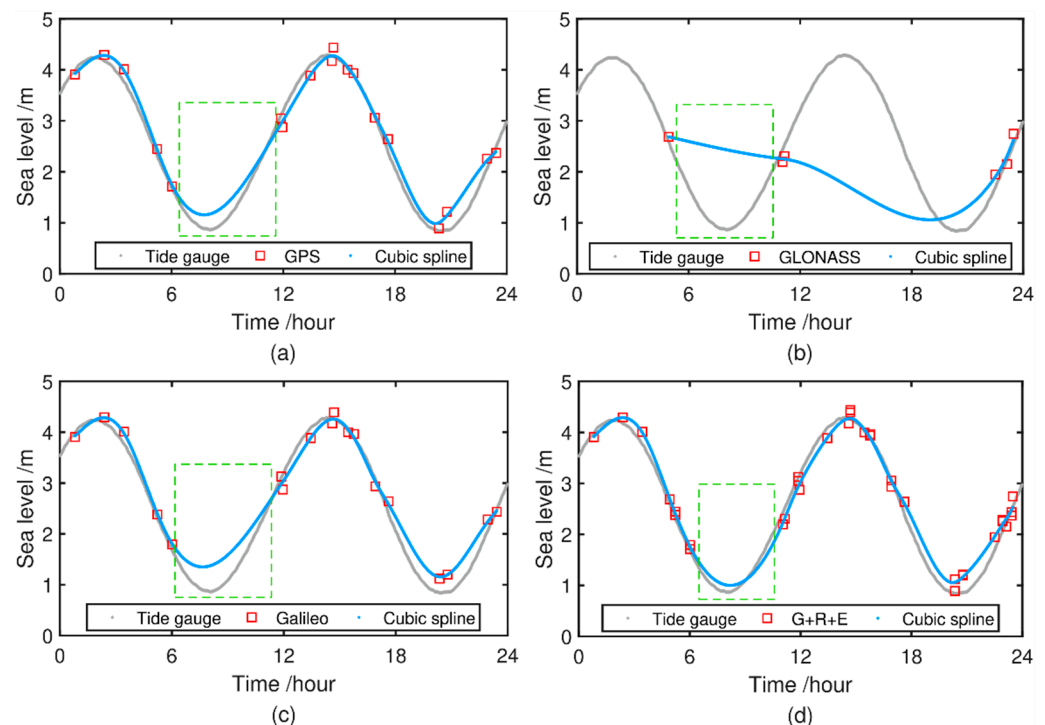 5
4
3
2
1
0
Sea level /m
Tide gauge GPS Cubic spline
0 6 12 18 24
Time /hour
(a)
5
4
3
2
1
0
Sea level /m
Tide gauge GLONASS Cubic spline
0 6 12 18 24
Time /hour
(b)
5
4
3
2
1
0
Sea level /m
Tide gauge Galileo Cubic spline
0 6 12 18 24
Time /hour
(c)
5
4
3
2
1
0
Sea level /m
Tide gauge G+R+E Cubic spline
0 6 12 18 24
Time /hour
(d)